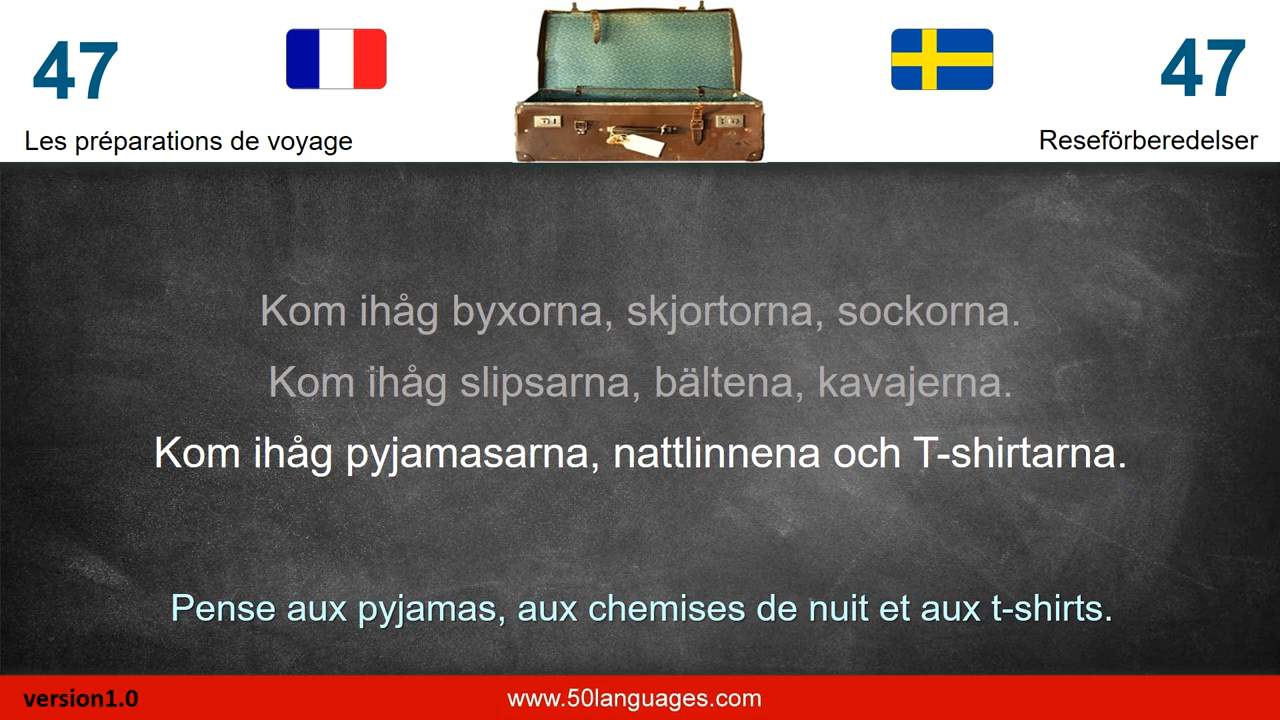 47
47
Les préparations de voyage
Reseförberedelser
Kom ihåg byxorna, skjortorna, sockorna.
Kom ihåg slipsarna, bältena, kavajerna.
Kom ihåg pyjamasarna, nattlinnena och T-shirtarna.
Pense aux pyjamas, aux chemises de nuit et aux t-shirts.
version1.0
www.50languages.com